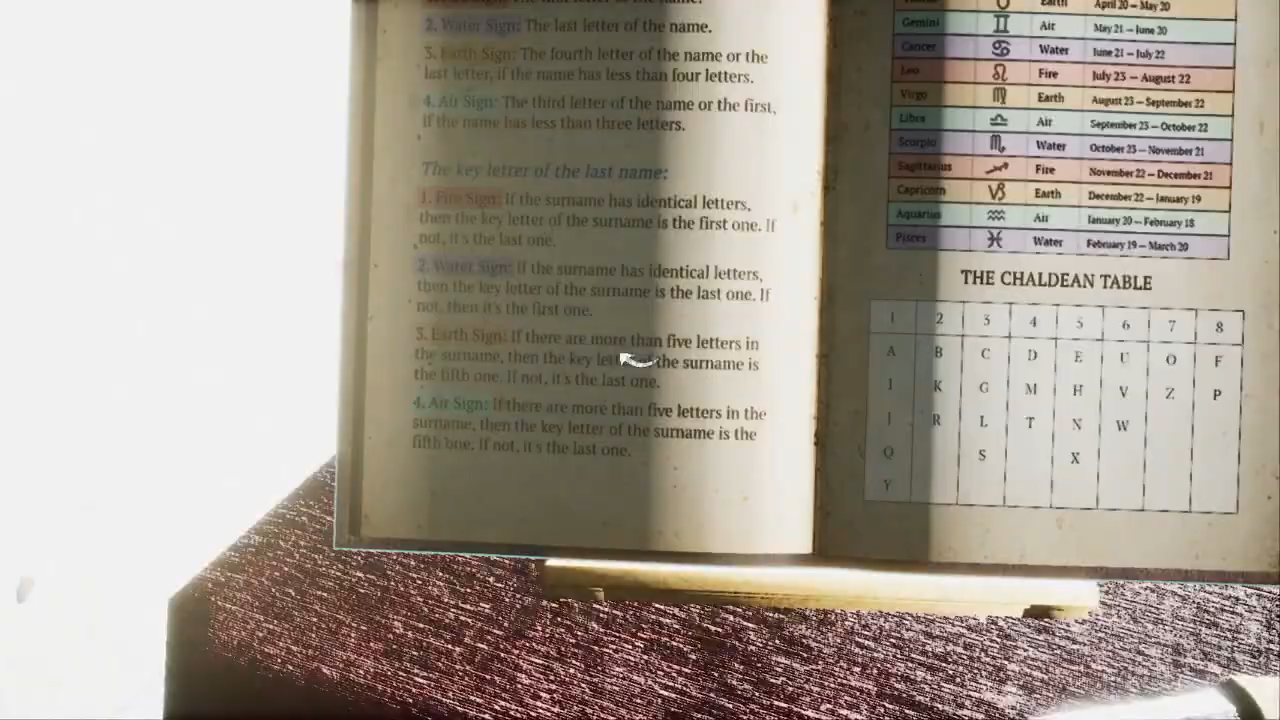 2. Water Sign: The last letter of the name.
3. Earth Sign: The fourth letter of the name or the
last letter, if the name has less than four letters.
4. Air Sign: The third letter of the name or the first,
if the name has less than three letters.
The key letter of the last name:
1. Fire Sign: If the surname has identical letters,
then the key letter of the surname is the first one. If
not, it's the last one.
2. Water Sign: If the surname has identical letters,
then the key letter of the surname is the last one. If
not, then it's the first one.
3. Earth Sign: If there are more than five letters in
the surname, then the key the surname is
the fifth one. If not, it's the last one.
4. Air Sign: If there are more than five letters in the
surname, then the key letter of the surname is the
fifth one. If not, it's the last one.
Earth April 20 – May 20
Gemini ♊ Air May 21 – June 20
Cancer ♋ Water June 21 – July 22
Leo ♌ Fire July 23 – August 22
Virgo ♍ Earth August 23 – September 22
Libra ♎ Air September 23 – October 22
Scorpio ♏ Water October 23 – November 21
Sagittarius ♐ Fire November 22 – December 21
Capricorn ♑ Earth December 22 – January 19
Aquarius ♒ Air January 20 – February 18
Pisces ♓ Water February 19 – March 20
THE CHALDEAN TABLE
1 2 3 4 5 6 7 8
A B C D E U O F
I K G M H V Z P
J R L T N W
Q S X
Y